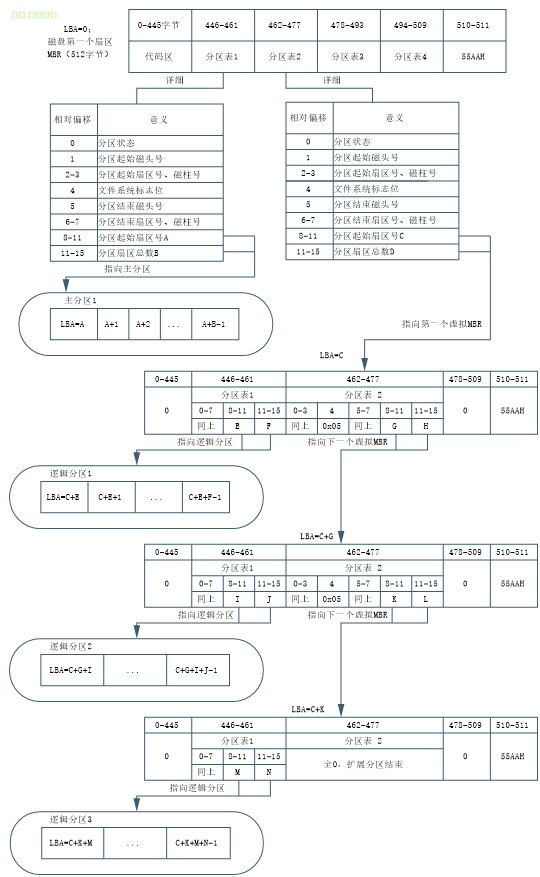 LBA=0;
磁盘第一个扇区
MBR（512字节）
0-445字节 446-461 462-477 478-493 494-509 510-511
代码区 分区表1 分区表2 分区表3 分区表4 55AAH
详细 详细
相对偏移 意义
0 分区状态
1 分区起始磁头号
2-3 分区起始扇区号、磁柱号
4 文件系统标志位
5 分区结束磁头号
6-7 分区结束扇区号、磁柱号
8-11 分区起始扇区号A
11-15 分区扇区总数B
相对偏移 意义
0 分区状态
1 分区起始磁头号
2-3 分区起始扇区号、磁柱号
4 文件系统标志位
5 分区结束磁头号
6-7 分区结束扇区号、磁柱号
8-11 分区起始扇区号C
11-15 分区扇区总数D
指向主分区
主分区1
LBA=A A+1 A+2 ... A+B-1
指向第一个虚拟MBR
LBA=C
0-445 446-461 462-477 478-509 510-511
分区表1 分区表 2
0-7 8-11 11-15 0-3 4 5-7 8-11 11-15
0 同上 E F 同上 0x05 同上 G H 0 55AAH
指向逻辑分区 指向下一个虚拟MBR
逻辑分区1
LBA=C+E C+E+1 ... C+E+F-1
LBA=C+G
0-445 446-461 462-477 478-509 510-511
分区表1 分区表 2
0-7 8-11 11-15 0-3 4 5-7 8-11 11-15
0 同上 I J 同上 0x05 同上 K L 0 55AAH
指向逻辑分区 指向下一个虚拟MBR
逻辑分区2
LBA=C+G+I ... C+G+I+J-1
LBA=C+K
0-445 446-461 462-477 478-509 510-511
分区表1 分区表 2
0-7 8-11 11-15
0 同上 M N 全0，扩展分区结束 0 55AAH
指向逻辑分区
逻辑分区3
LBA=C+K+M ... C+K+M+N-1